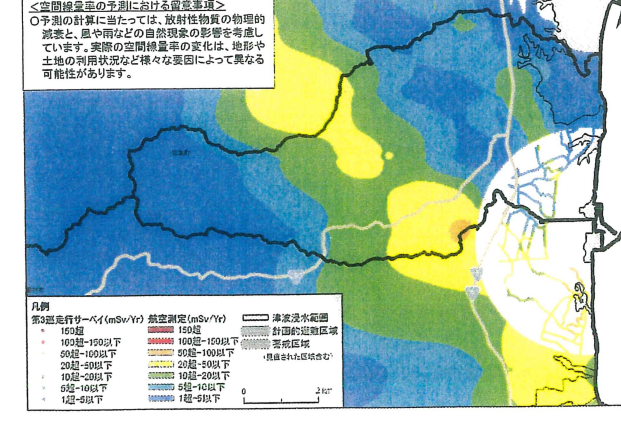 <空間線量率の予測における留意事項>
○予測の計算に当たっては、放射性物質の物理的
減衰と、風や雨などの自然現象の影響を考慮し
ています。実際の空間線量率の変化は、地形や
土地の利用状況など様々な要因によって異なる
可能性があります。
凡例
第3巡走行サーベイ(mSv/Yr)
150超
100超-150以下
50超-100以下
20超-50以下
10超-20以下
5超-10以下
1超-5以下
航空測定(mSv/Yr)
150超
100超-150以下
50超-100以下
20超-50以下
10超-20以下
5超-10以下
1超-5以下
津波浸水範囲
計画的避難区域
警戒区域
(見直された区域含む)
0
2